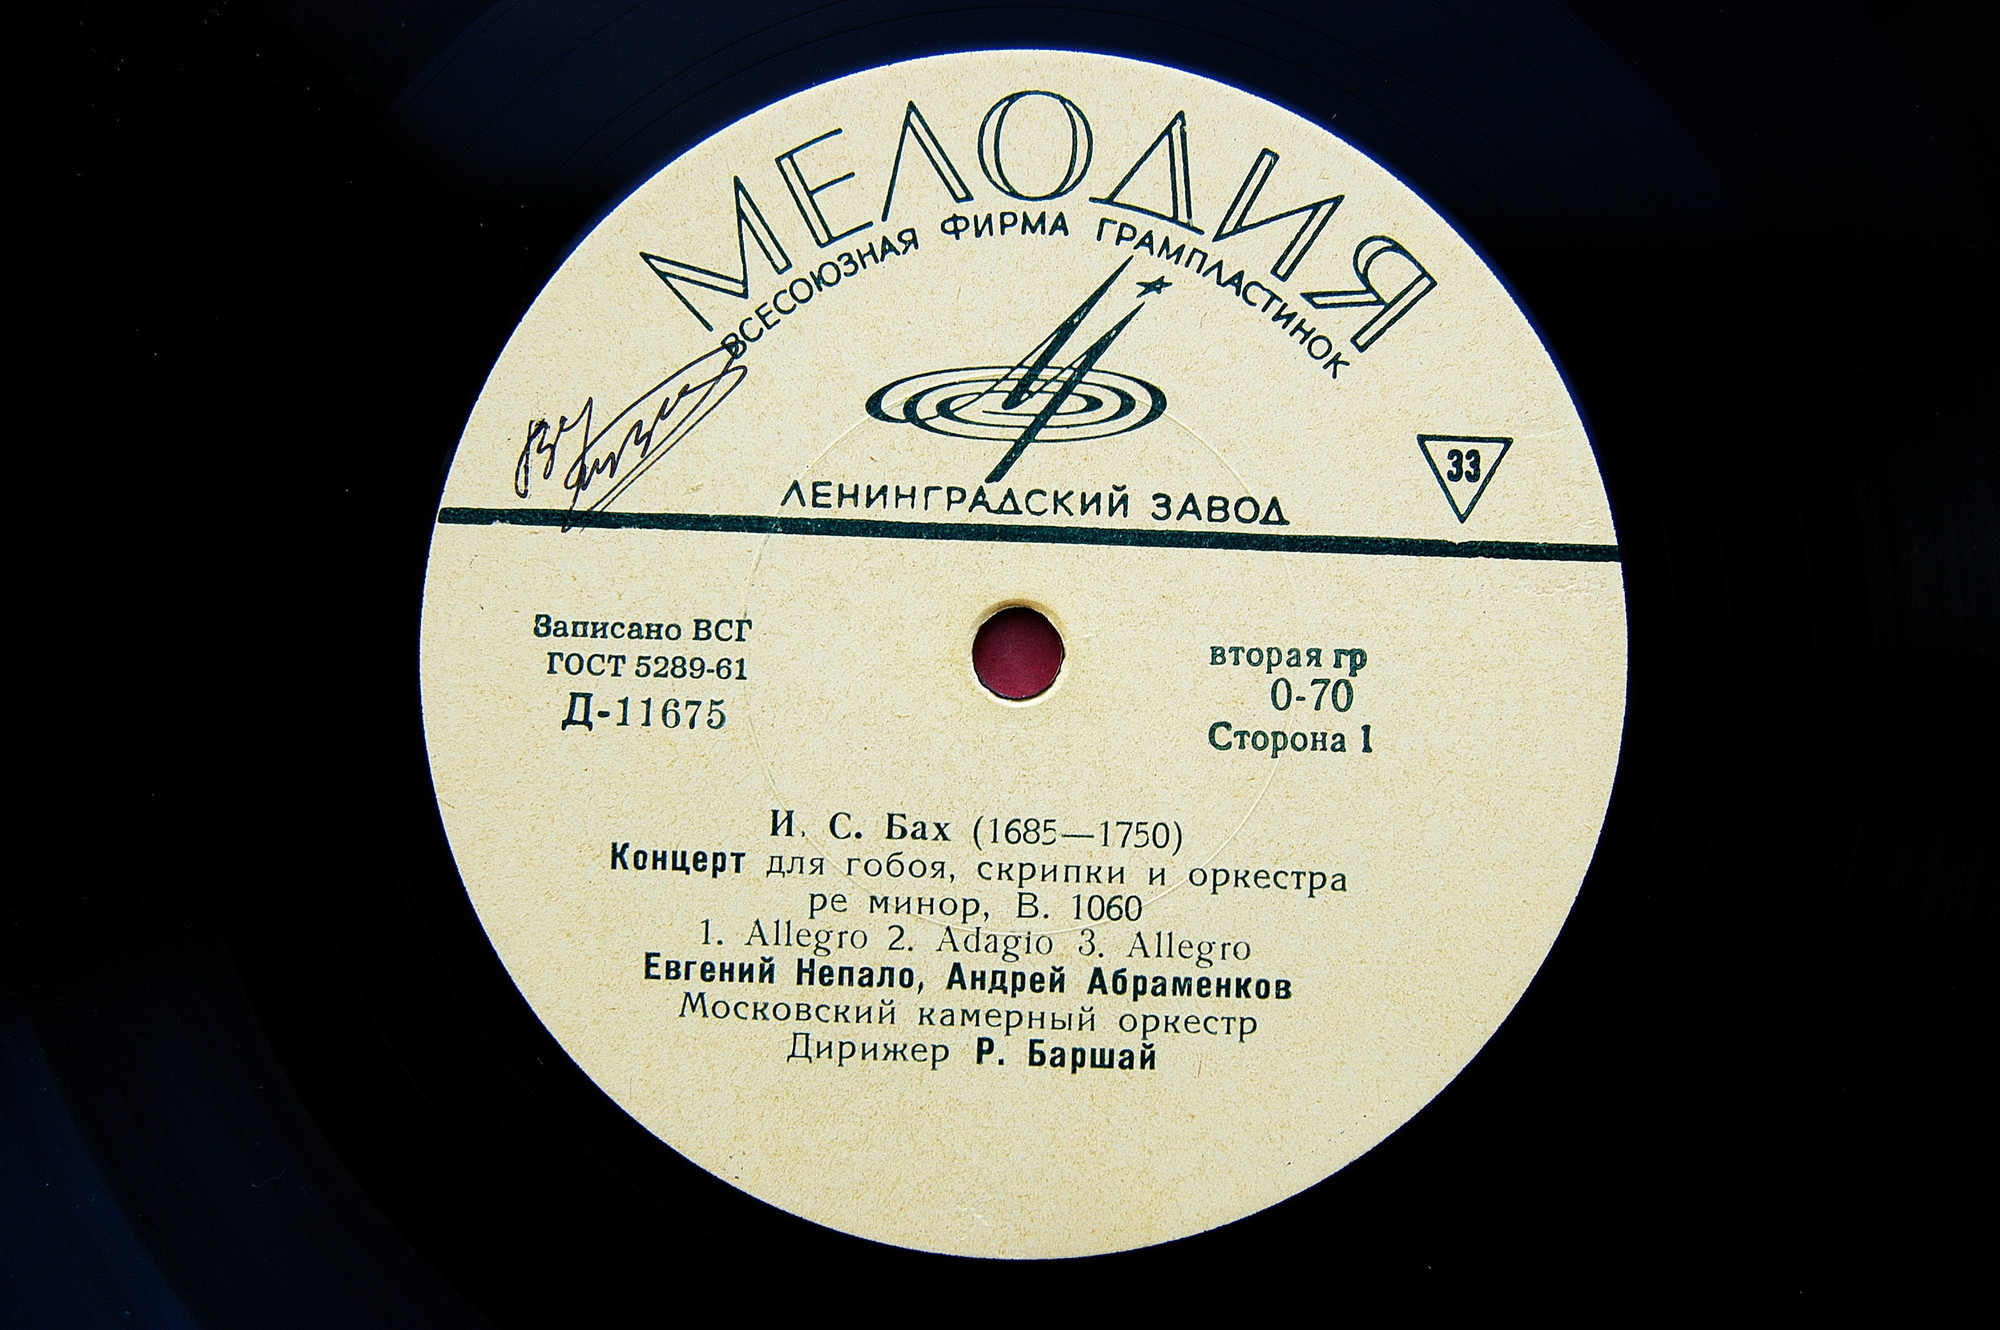 МЕЛОДИЯ
ВСЕСОЮЗНАЯ ФИРМА ГРАМПЛАСТИНОК
33
ЛЕНИНГРАДСКИЙ ЗАВОД
Записано ВСГ
ГОСТ 5289-61
Д-11675
вторая гр
0-70
Сторона 1
И. С. Бах (1685—1750)
Концерт для гобоя, скрипки и оркестра
ре минор, В. 1060
1. Allegro 2. Adagio 3. Allegro
Евгений Непало, Андрей Абраменков
Московский камерный оркестр
Дирижер Р. Баршай